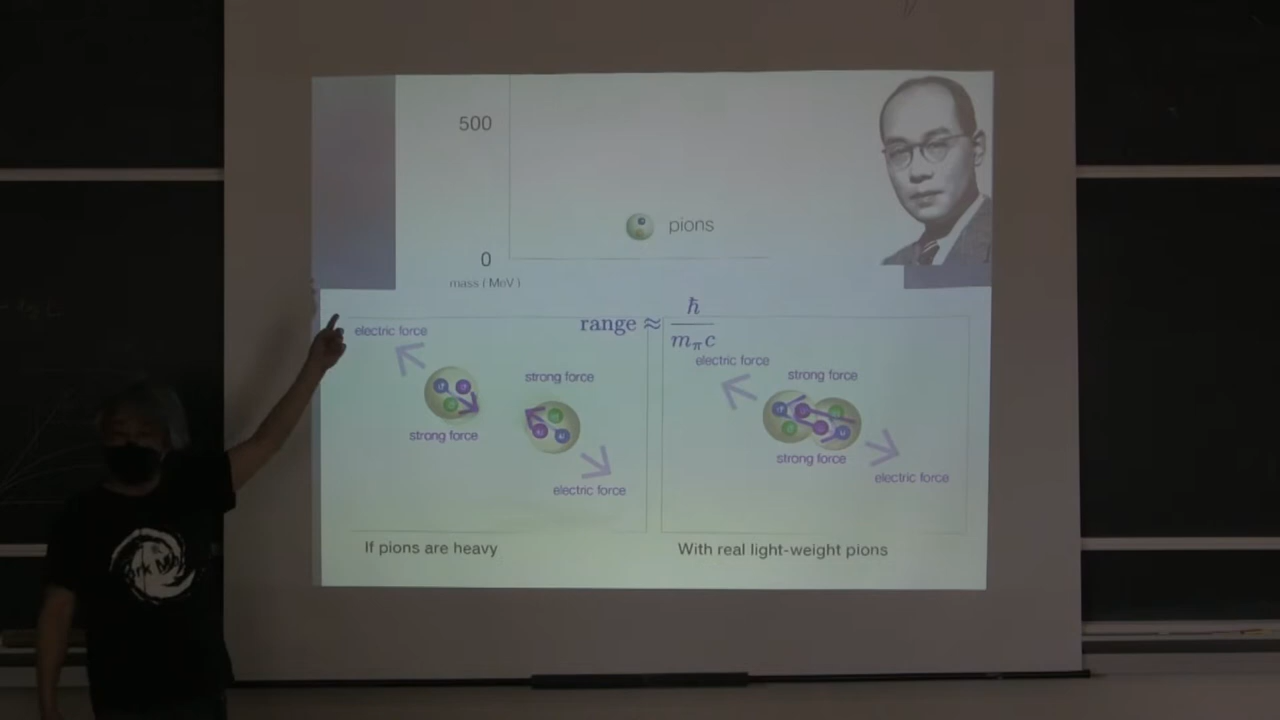 500
pions
0
mass (MeV)
range ≈ ħ / mπc
electric force
strong force
strong force
electric force
electric force
strong force
strong force
electric force
If pions are heavy
With real light-weight pions